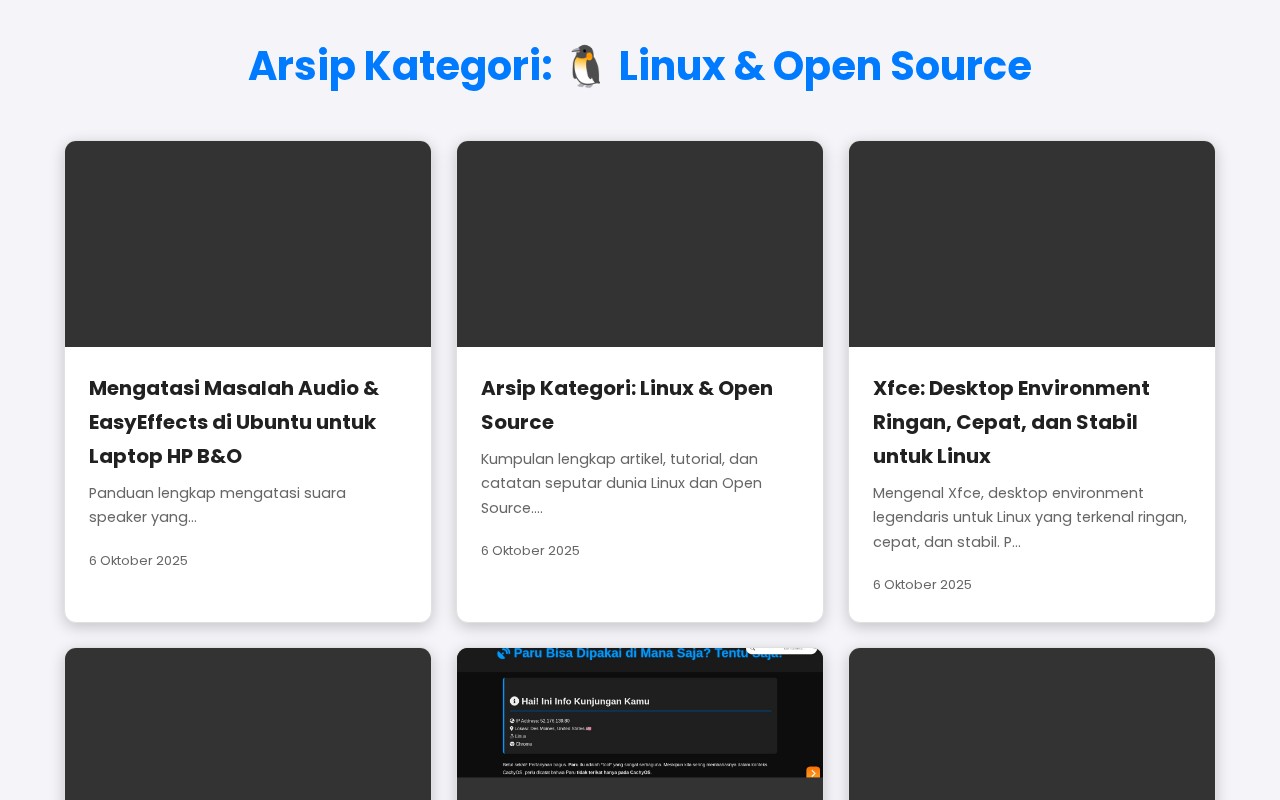 Arsip Kategori: 🐧 Linux & Open Source
Mengatasi Masalah Audio &
EasyEffects di Ubuntu untuk
Laptop HP B&O
Panduan lengkap mengatasi suara
speaker yang...
6 Oktober 2025
Arsip Kategori: Linux & Open
Source
Kumpulan lengkap artikel, tutorial, dan
catatan seputar dunia Linux dan Open
Source....
6 Oktober 2025
Xfce: Desktop Environment
Ringan, Cepat, dan Stabil
untuk Linux
Mengenal Xfce, desktop environment
legendaris untuk Linux yang terkenal ringan,
cepat, dan stabil. P...
6 Oktober 2025
Paru Bisa Dipakai di Mana Saja? Tentu Saja!
Hai! Ini Info Kunjungan Kamu
Linux
Chrome